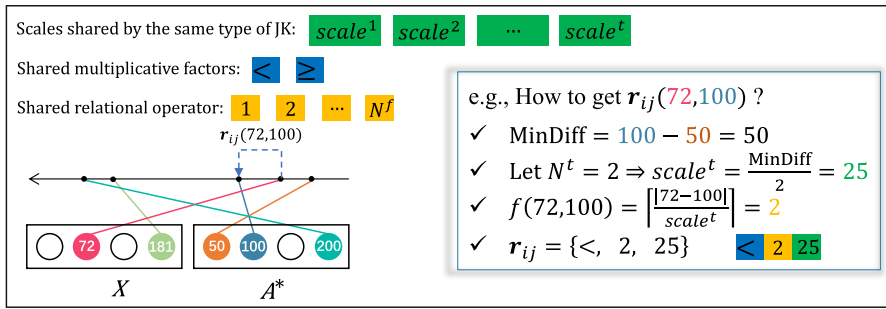 Scales shared by the same type of JK: scale¹ scale² ... scaleᵗ
Shared multiplicative factors: < ≥
Shared relational operator: 1 2 ... Nᶠ
r_ij(72,100)
72 181 50 100 200
X A*
e.g., How to get r_ij(72,100) ?
✓ MinDiff = 100 − 50 = 50
✓ Let Nᵗ = 2 ⇒ scaleᵗ = MinDiff/2 = 25
✓ f(72,100) = ⌈|72−100|/scaleᵗ⌉ = 2
✓ r_ij = {<, 2, 25} < 2 25